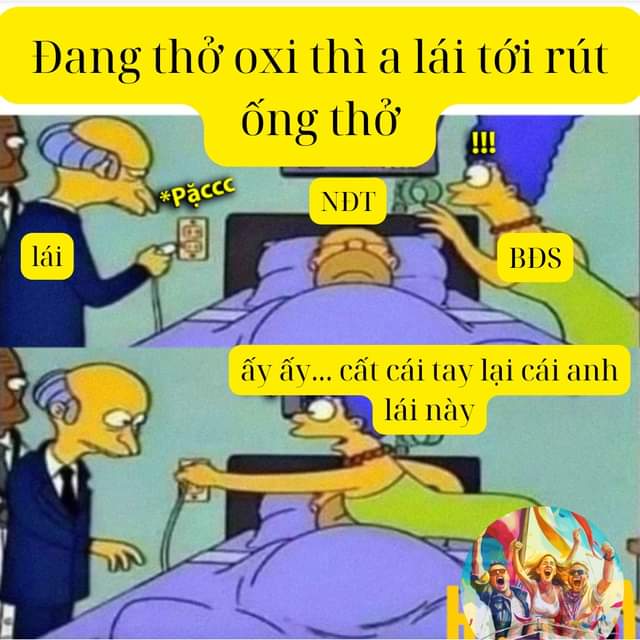 Đang thở oxi thì a lái tới rút
ống thở
!!!
*Pặccc
NĐT
lái
BĐS
ấy ấy... cất cái tay lại cái anh
lái này